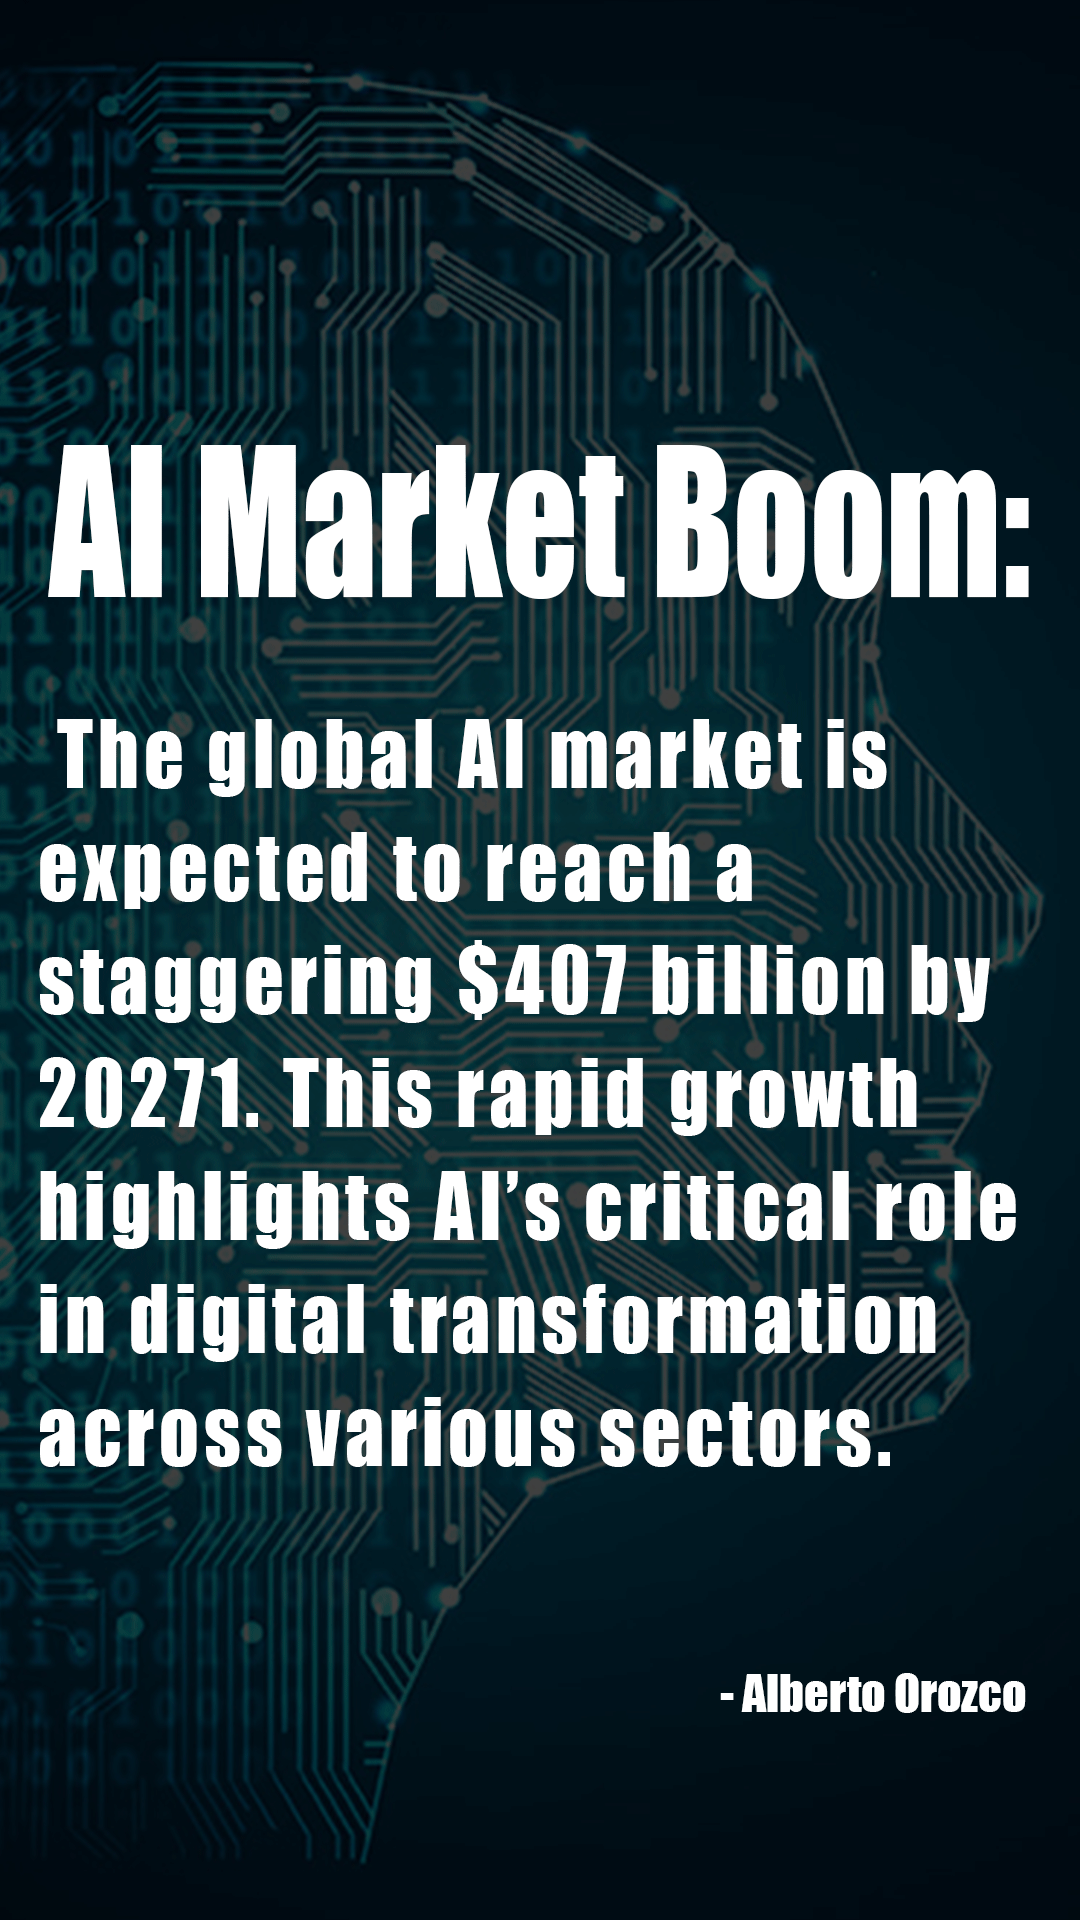 AI Market Boom:
The global AI market is
expected to reach a
staggering $407 billion by
20271. This rapid growth
highlights AI’s critical role
in digital transformation
across various sectors.
- Alberto Orozco